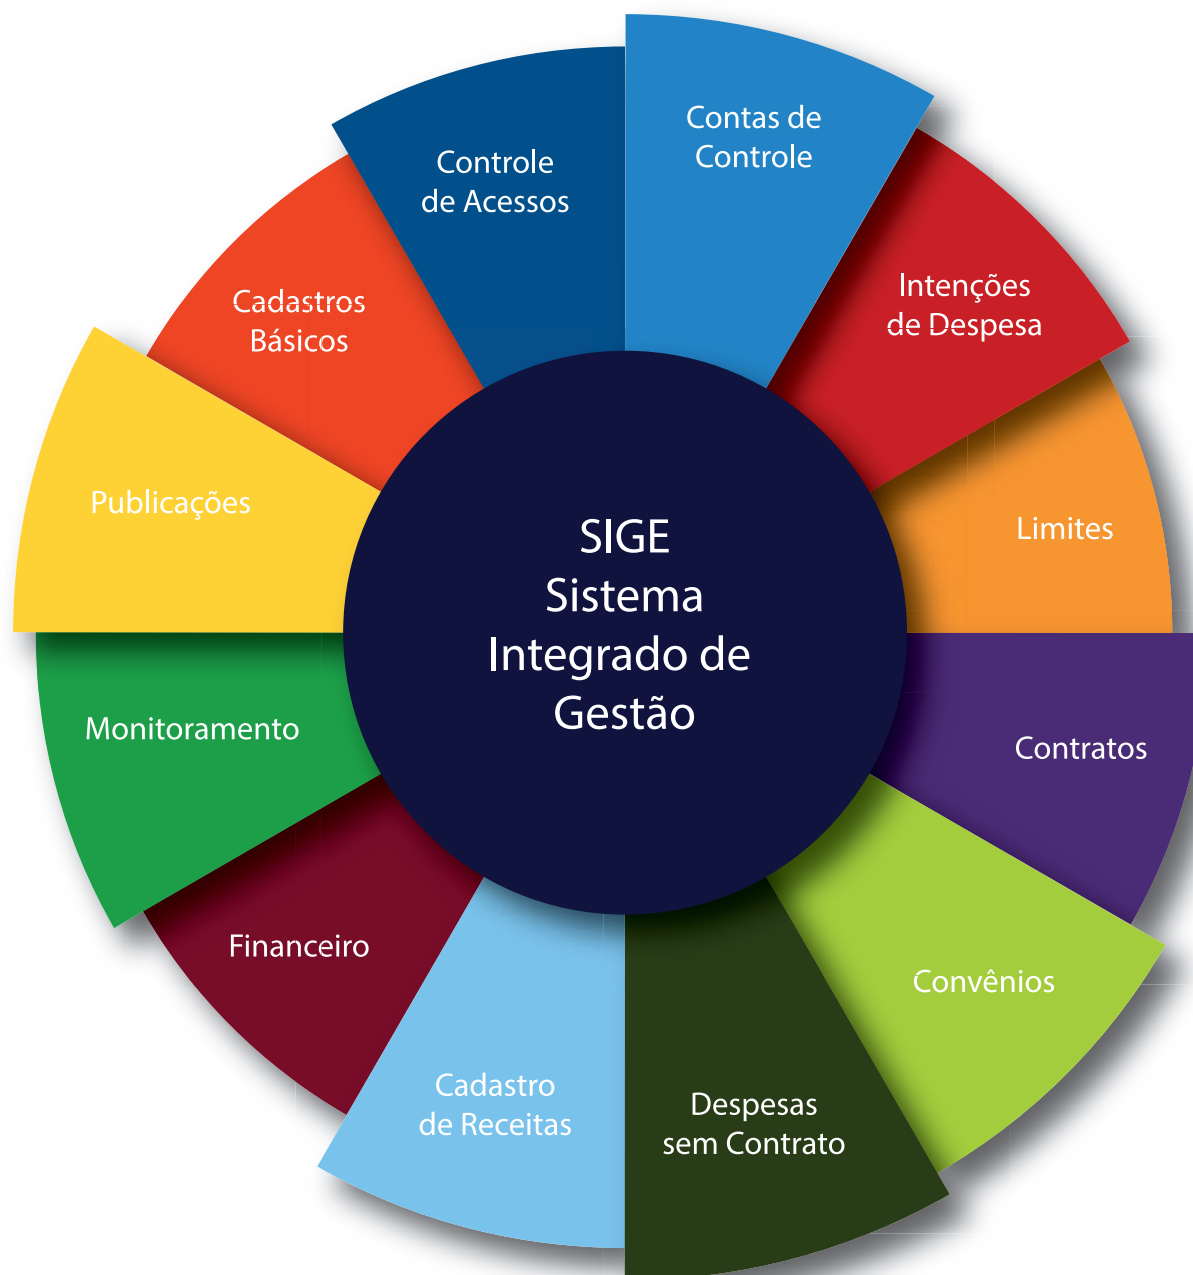 Contas de
Controle
Controle
de Acessos
Intenções
de Despesa
Cadastros
Básicos
Publicações
Limites
SIGE
Sistema
Integrado de
Gestão
Monitoramento
Contratos
Financeiro
Convênios
Cadastro
de Receitas
Despesas
sem Contrato